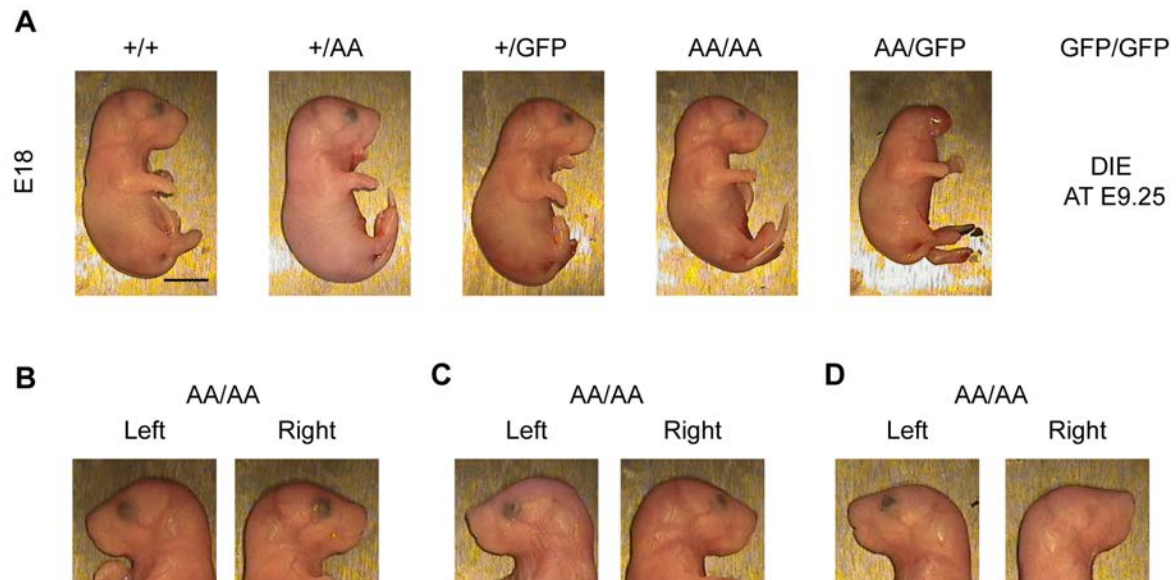 A
+/+ +/AA +/GFP AA/AA AA/GFP GFP/GFP
E18
DIE
AT E9.25
B
AA/AA
Left Right
C
AA/AA
Left Right
D
AA/AA
Left Right